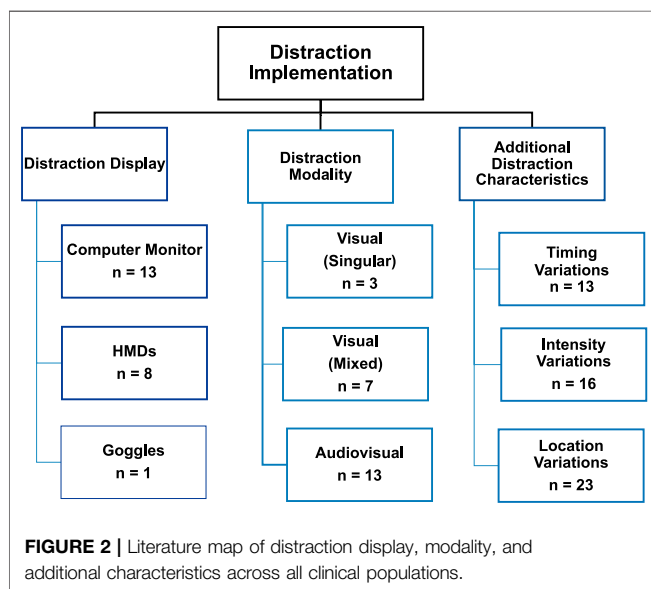 Distraction
Implementation
Distraction Display
Computer Monitor
n = 13
HMDs
n = 8
Goggles
n = 1
Distraction
Modality
Visual
(Singular)
n = 3
Visual
(Mixed)
n = 7
Audiovisual
n = 13
Additional
Distraction
Characteristics
Timing
Variations
n = 13
Intensity
Variations
n = 16
Location
Variations
n = 23
FIGURE 2 | Literature map of distraction display, modality, and
additional characteristics across all clinical populations.